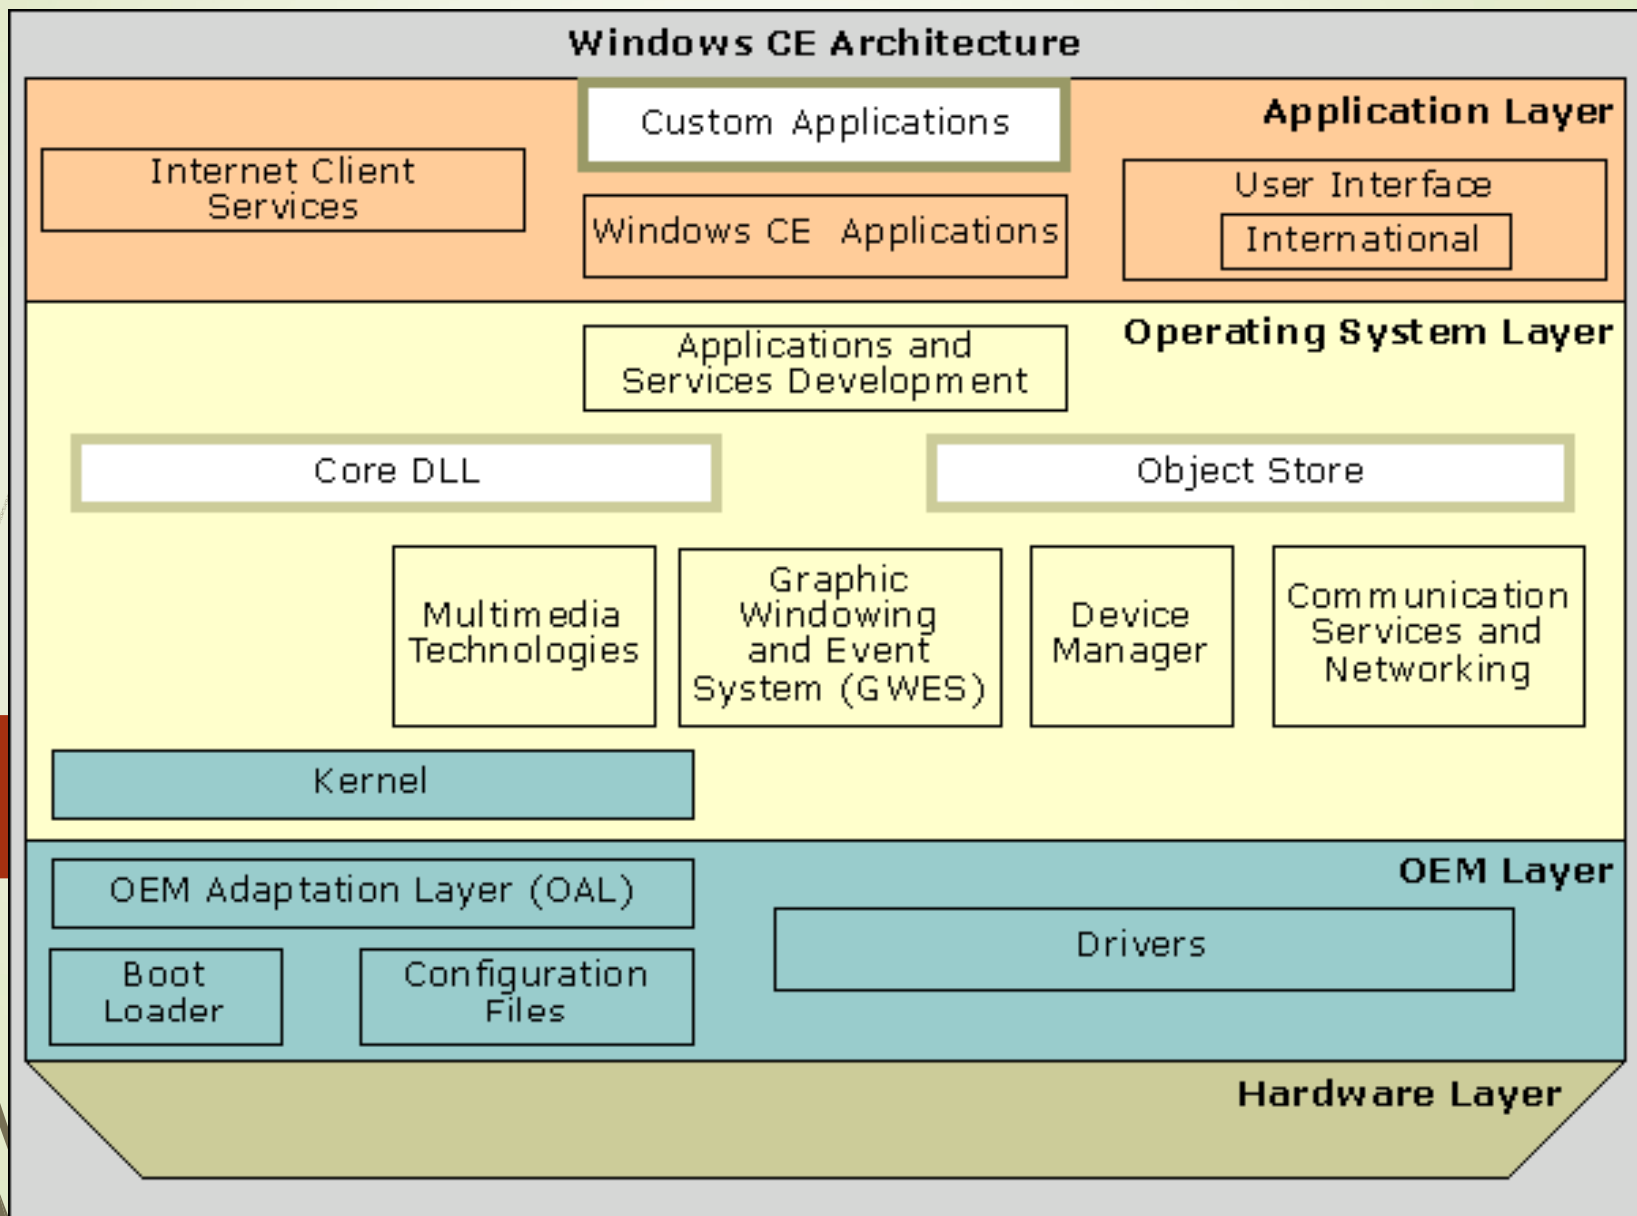 Windows CE Architecture
Application Layer
Custom Applications
Internet Client
Services
Windows CE Applications
User Interface
International
Operating System Layer
Applications and
Services Development
Core DLL
Object Store
Multimedia
Technologies
Graphic
Windowing
and Event
System (GWES)
Device
Manager
Communication
Services and
Networking
Kernel
OEM Layer
OEM Adaptation Layer (OAL)
Boot
Loader
Configuration
Files
Drivers
Hardware Layer